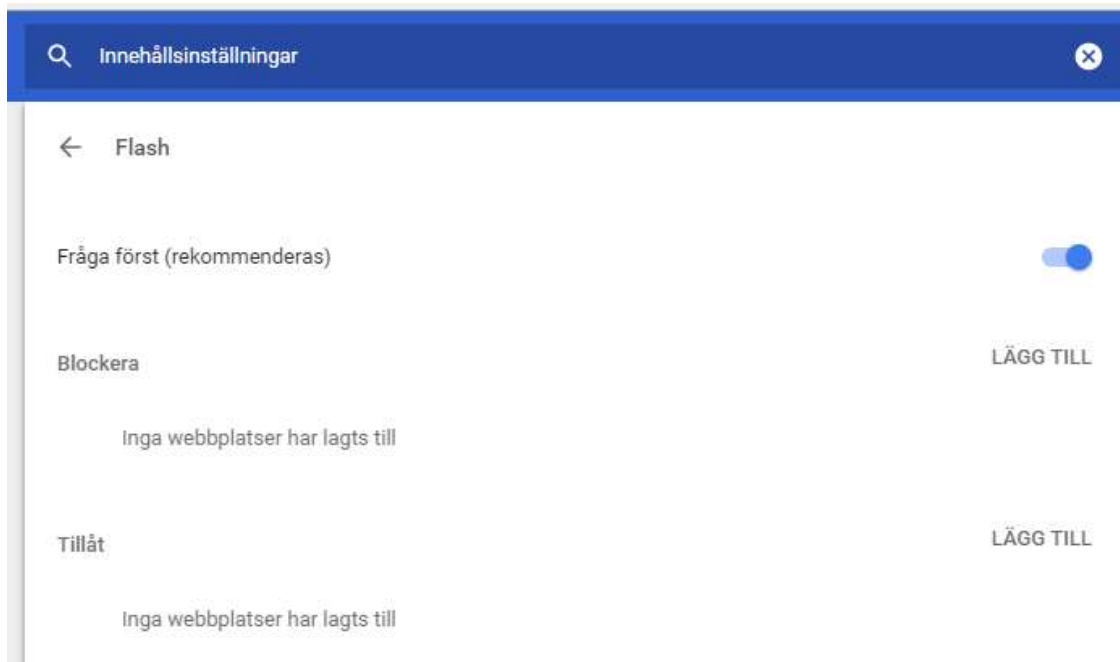 Innehållsinställningar
Flash
Fråga först (rekommenderas)
Blockera
LÄGG TILL
Inga webbplatser har lagts till
Tillåt
LÄGG TILL
Inga webbplatser har lagts till